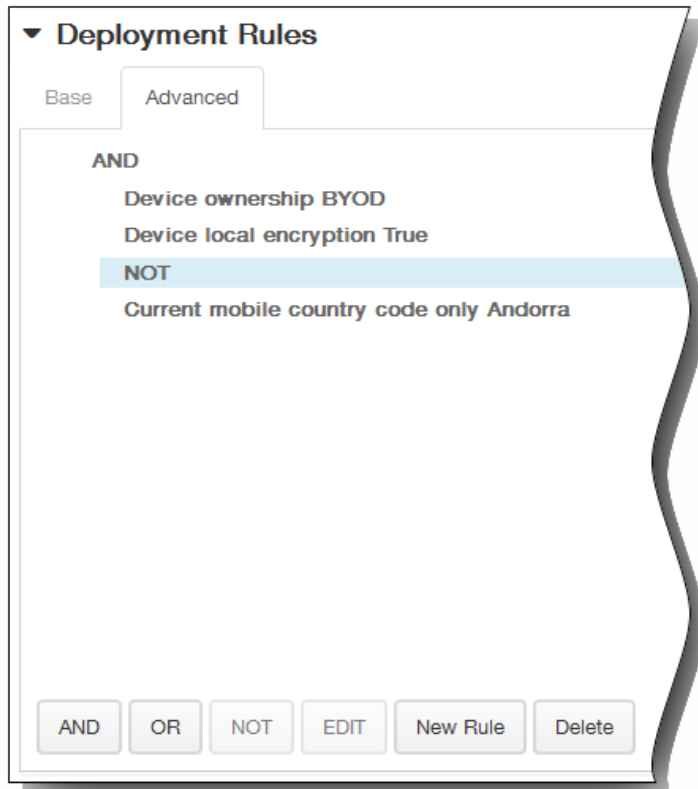 Deployment Rules
Base Advanced
AND
Device ownership BYOD
Device local encryption True
NOT
Current mobile country code only Andorra
AND OR NOT EDIT New Rule Delete